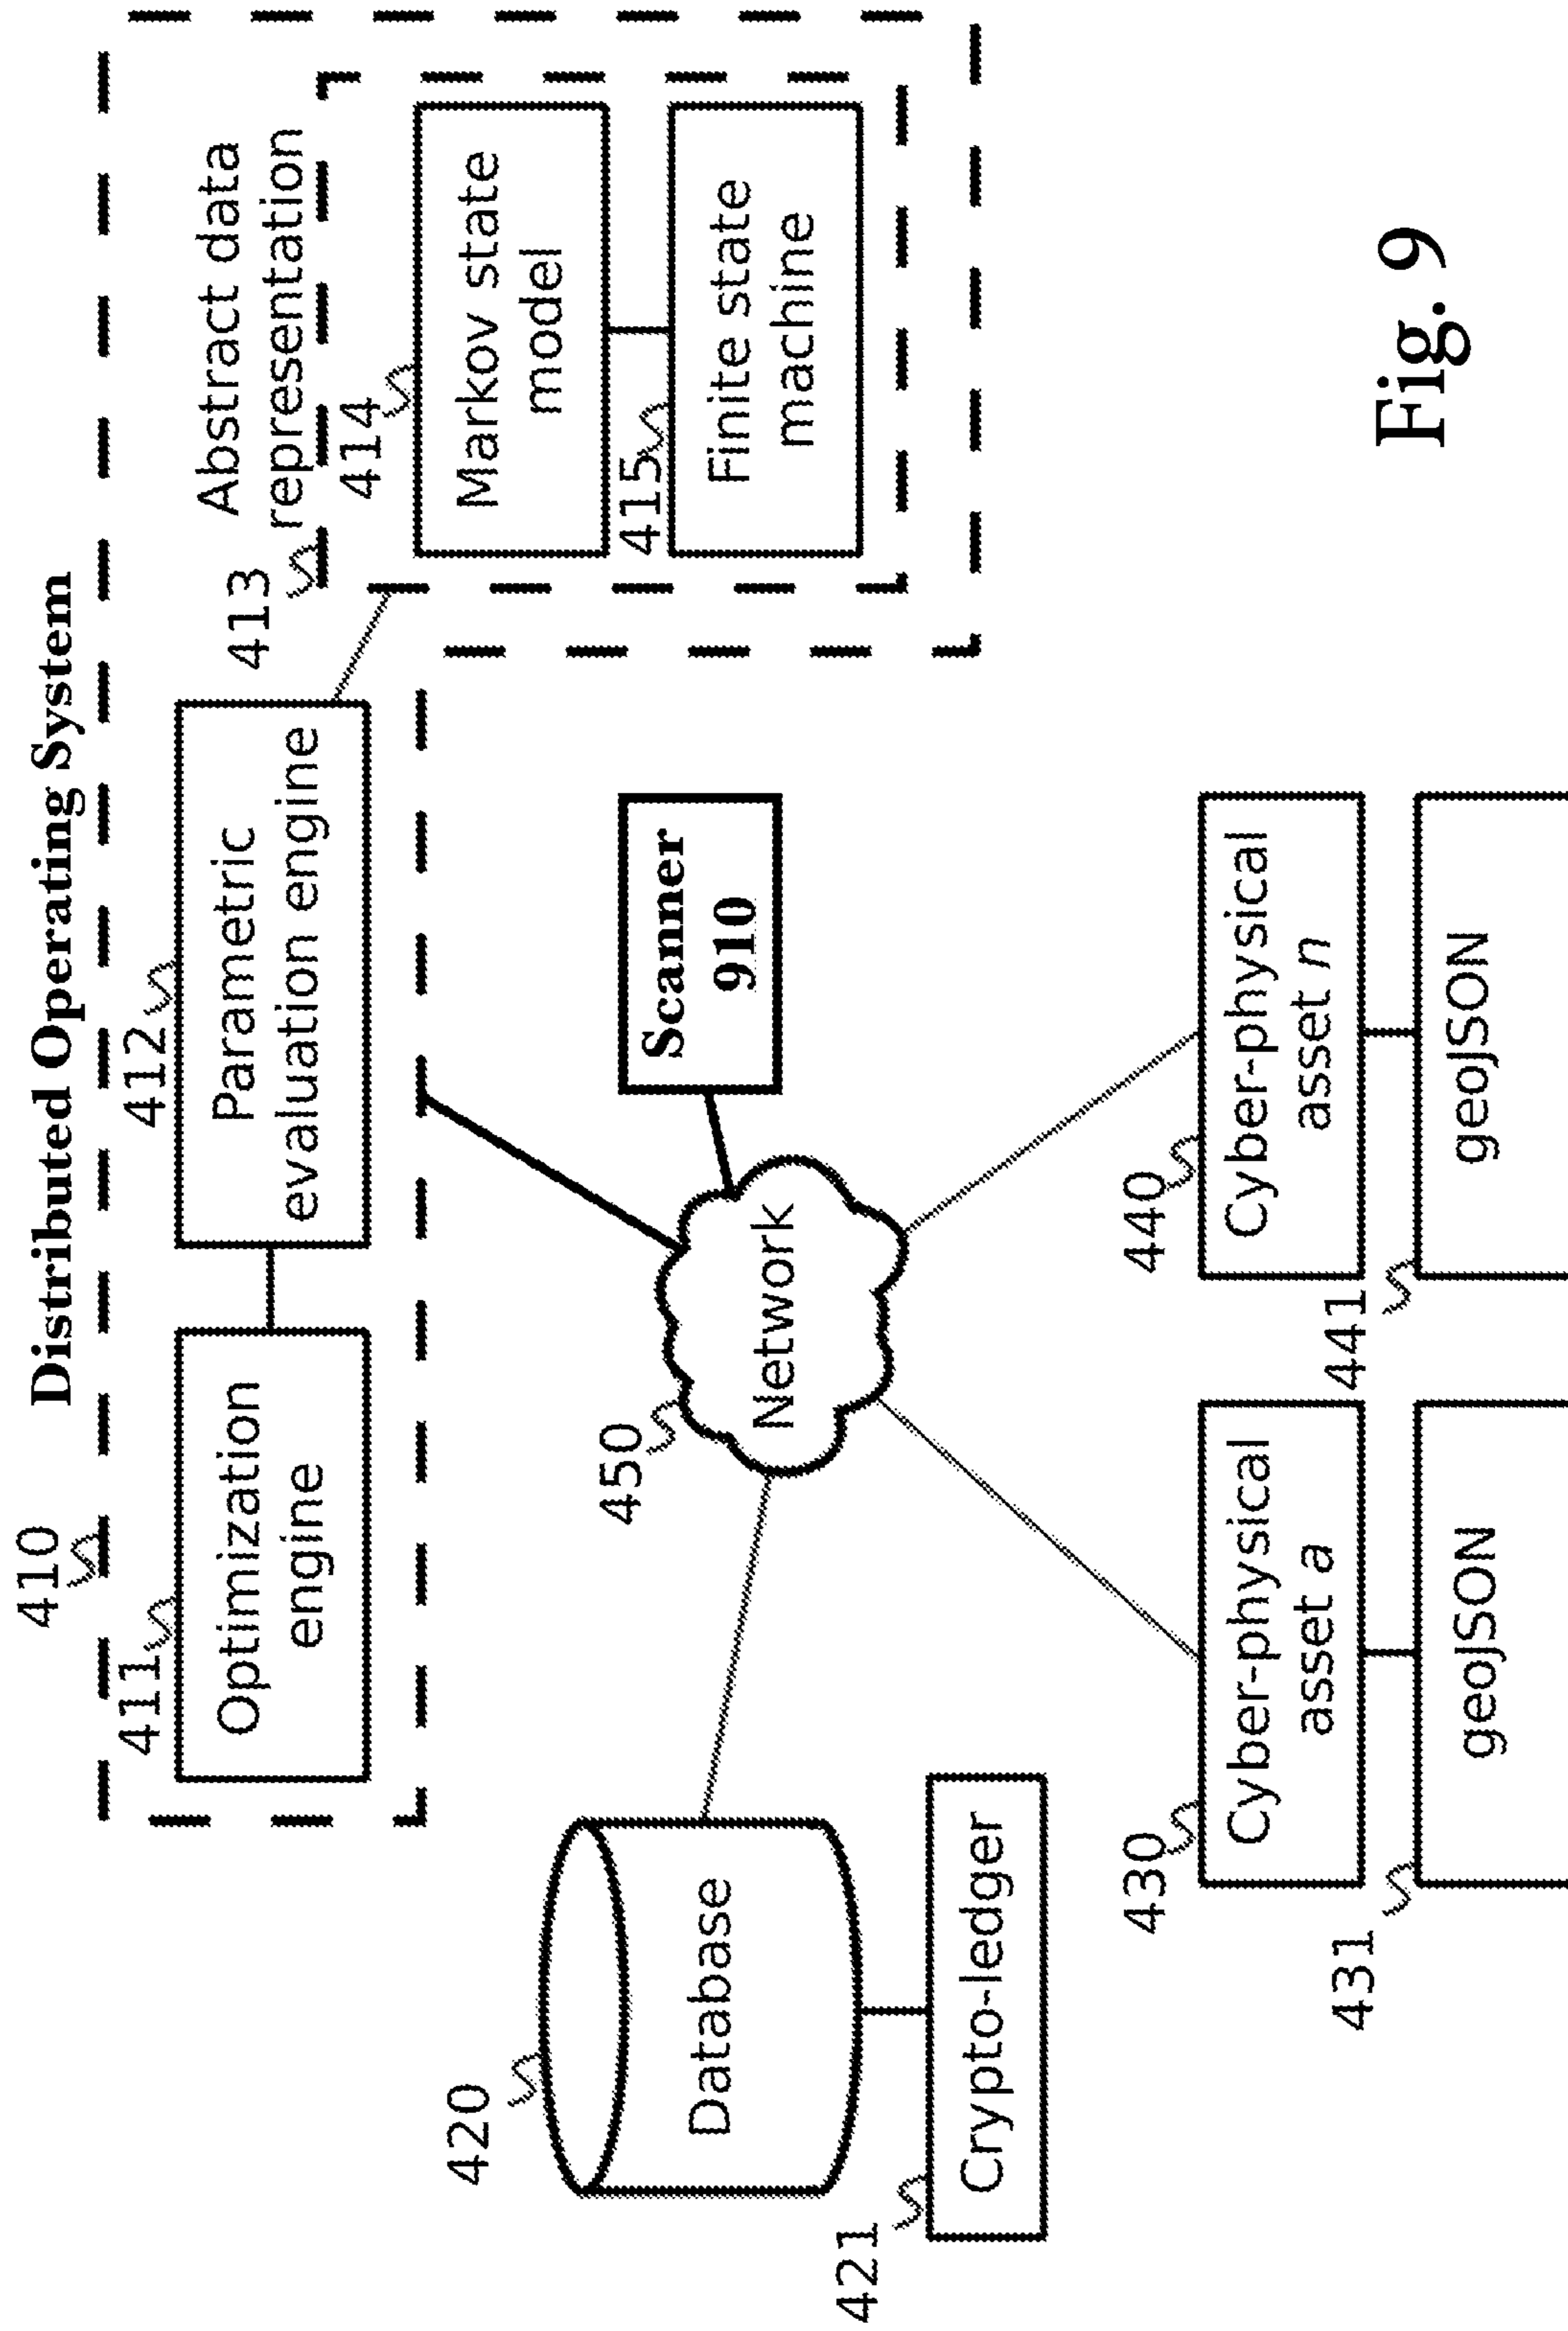 Distributed Operating System
410
411
Optimization
engine
412
Parametric
evaluation engine
413
Abstract data
representation
414
Markov state
model
415
Finite state
machine
420
Database
421
Crypto-ledger
450
Network
Scanner
910
430
Cyber-physical
asset a
431
geoJSON
440
Cyber-physical
asset n
441
geoJSON
Fig. 9